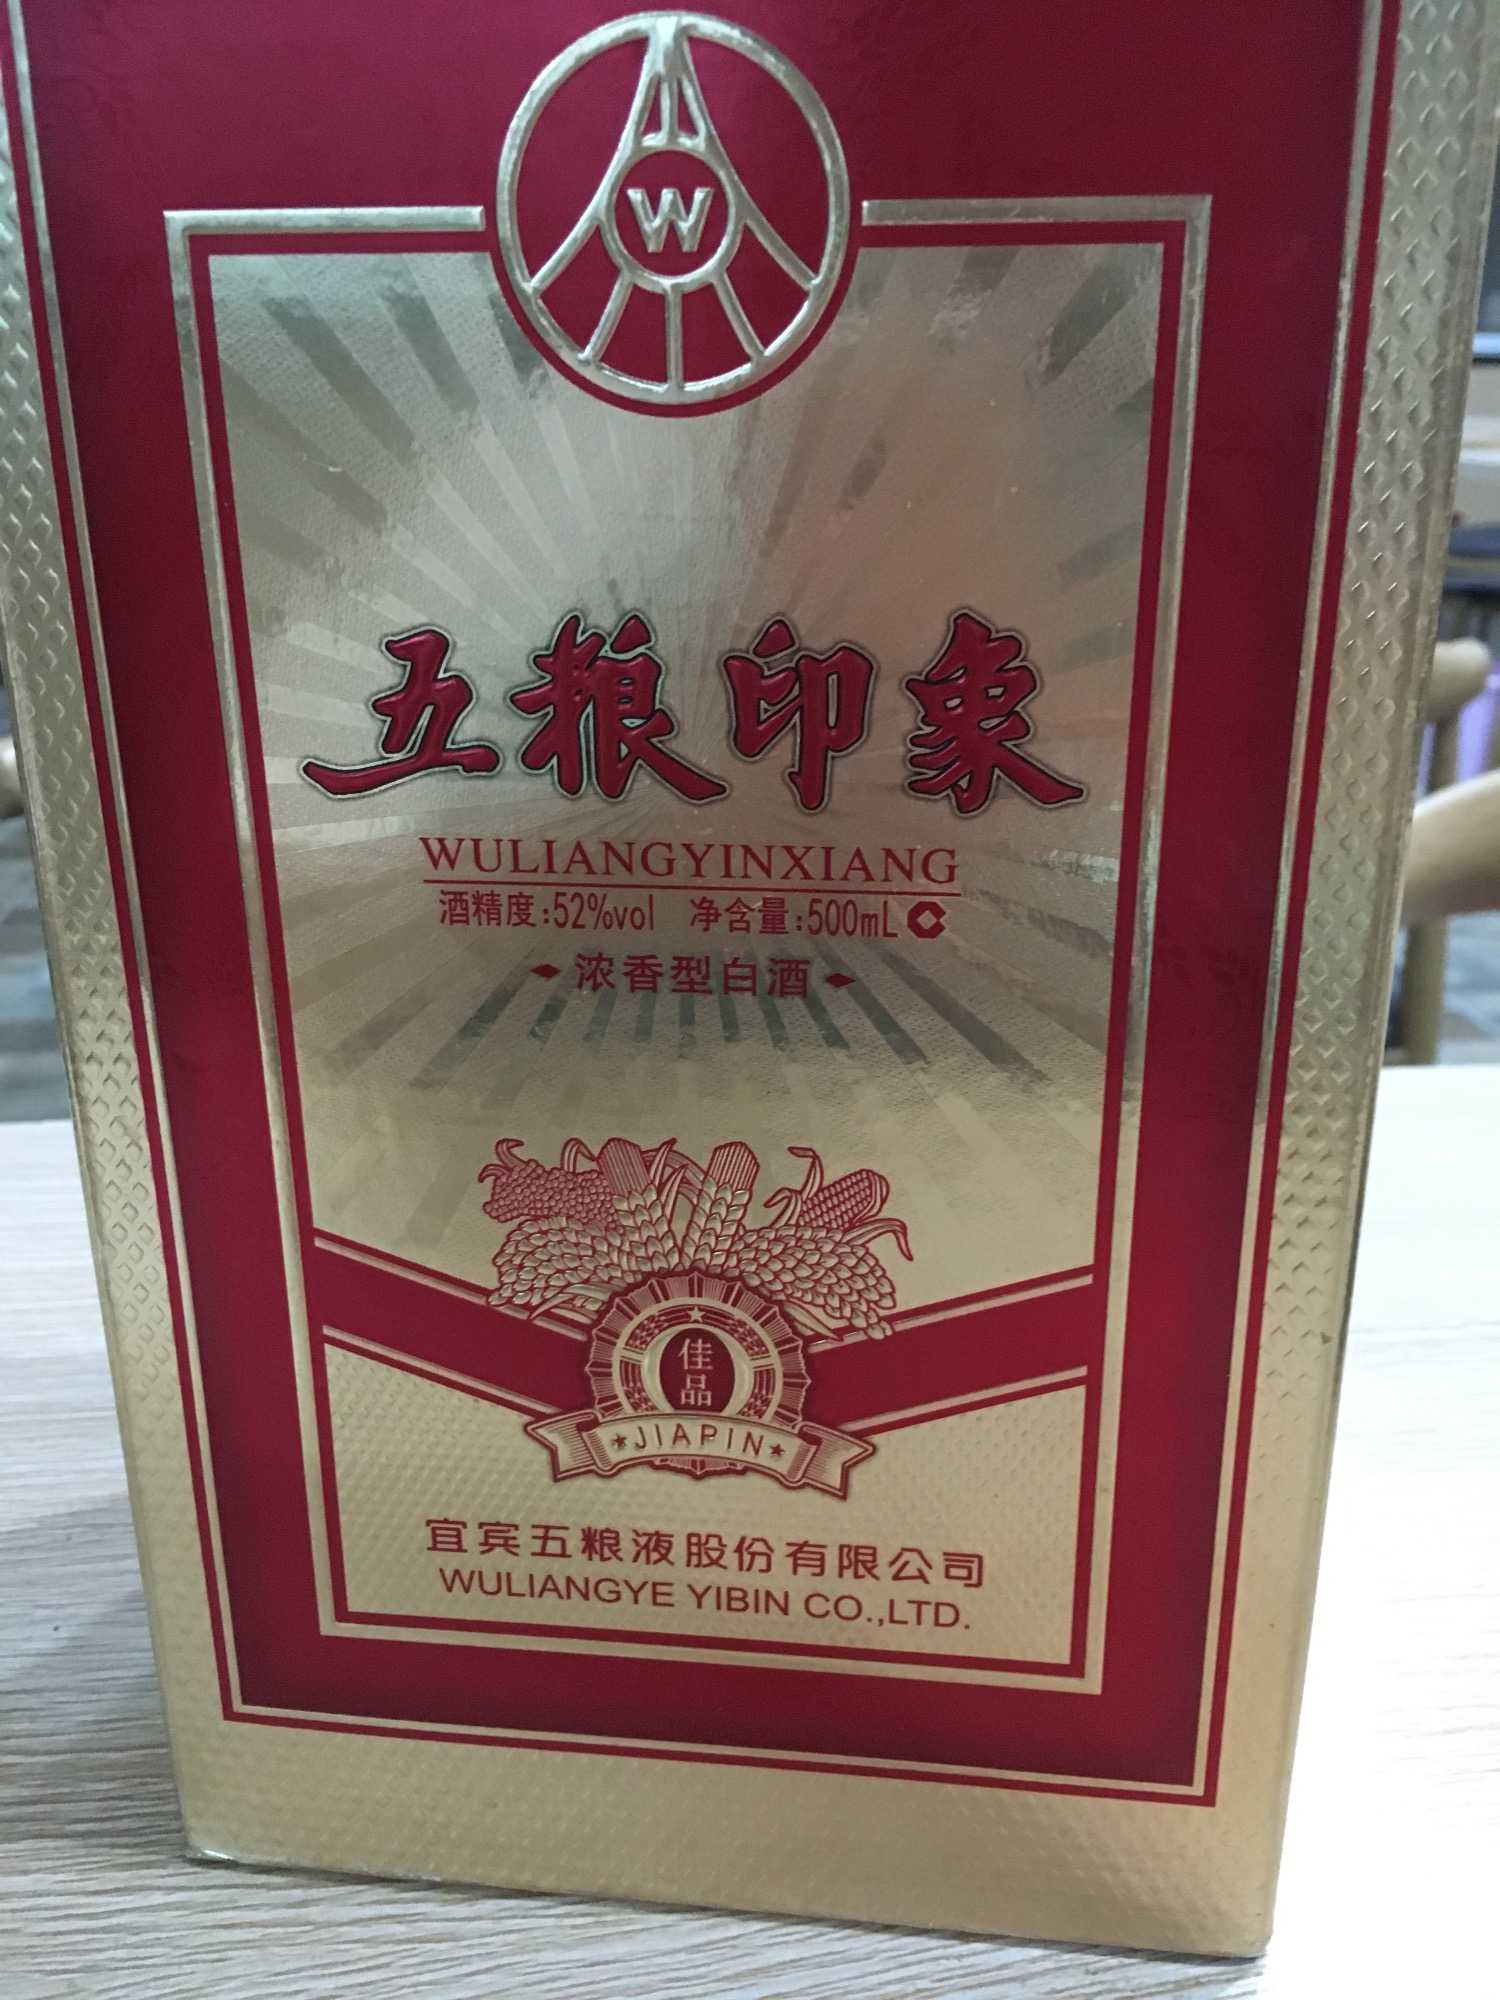 W
五粮印象
WULIANGYINXIANG
酒精度:52%vol 净含量:500mL
浓香型白酒
佳品
JIAPIN
宜宾五粮液股份有限公司
WULIANGYE YIBIN CO.,LTD.